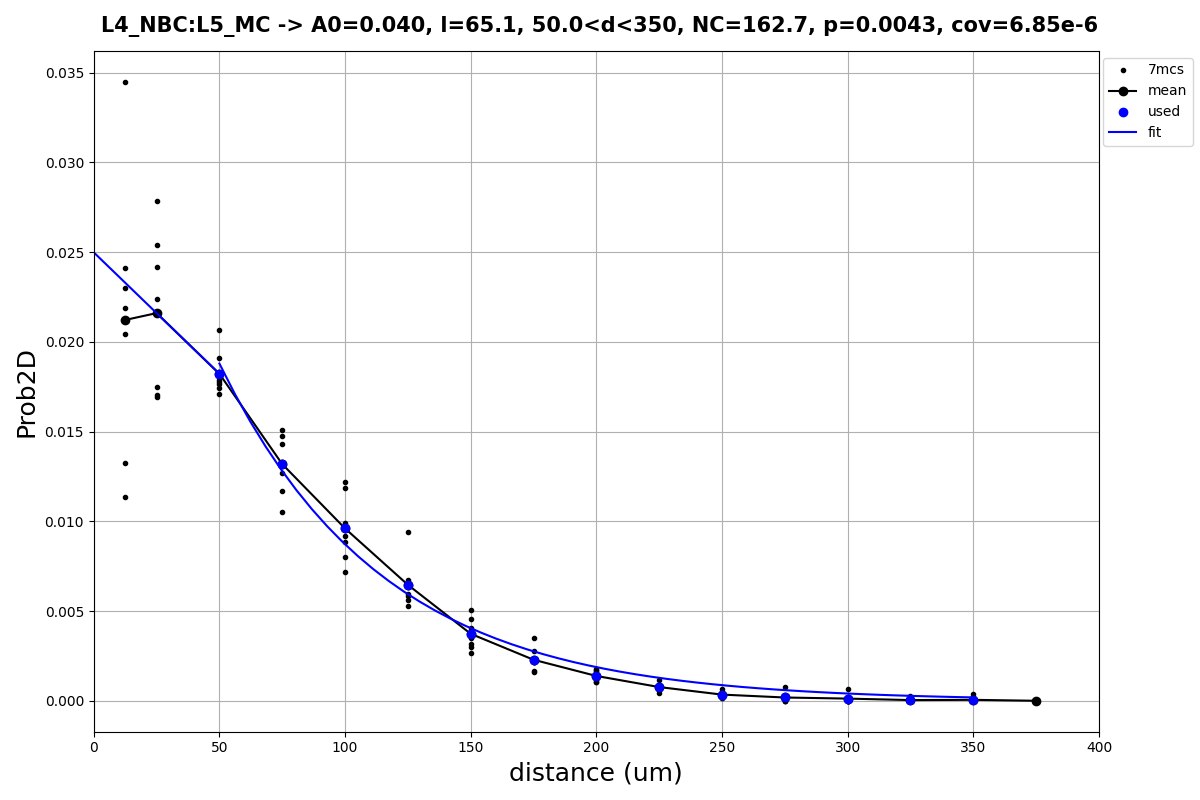 L4_NBC:L5_MC -> A0=0.040, l=65.1, 50.0<d<350, NC=162.7, p=0.0043, cov=6.85e-6
7mcs
mean
used
fit
Prob2D
0.035
0.030
0.025
0.020
0.015
0.010
0.005
0.000
0 50 100 150 200 250 300 350 400
distance (um)